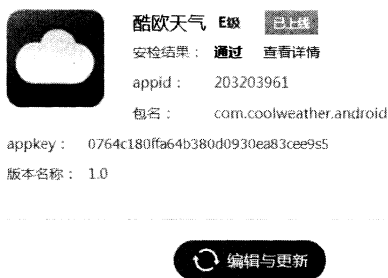 酷欧天气 E级 已上线
安检结果： 通过 查看详情
appid： 203203961
包名： com.coolweather.android
appkey： 0764c180ffa64b380d0930ea83cee9s5
版本名称： 1.0
编辑与更新